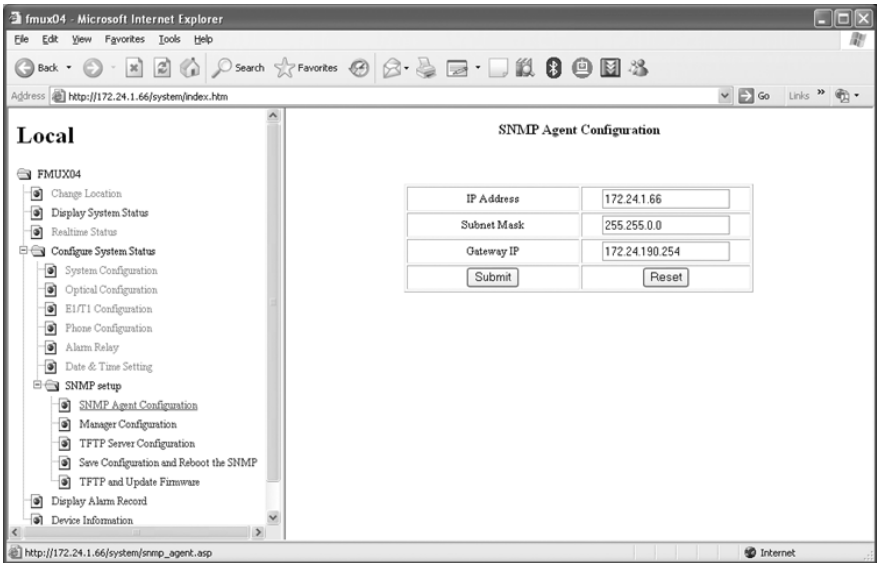 fmux04 - Microsoft Internet Explorer
File Edit View Favorites Tools Help
Back Search Favorites
Address http://172.24.1.66/system/index.htm Go Links »
Local
FMUX04
Change Location
Display System Status
Realtime Status
Configure System Status
System Configuration
Optical Configuration
E1/T1 Configuration
Phone Configuration
Alarm Relay
Date & Time Setting
SNMP setup
SNMP Agent Configuration
Manager Configuration
TFTP Server Configuration
Save Configuration and Reboot the SNMP
TFTP and Update Firmware
Display Alarm Record
Device Information
SNMP Agent Configuration
IP Address 172.24.1.66
Subnet Mask 255.255.0.0
Gateway IP 172.24.190.254
Submit Reset
http://172.24.1.66/system/snmp_agent.asp Internet